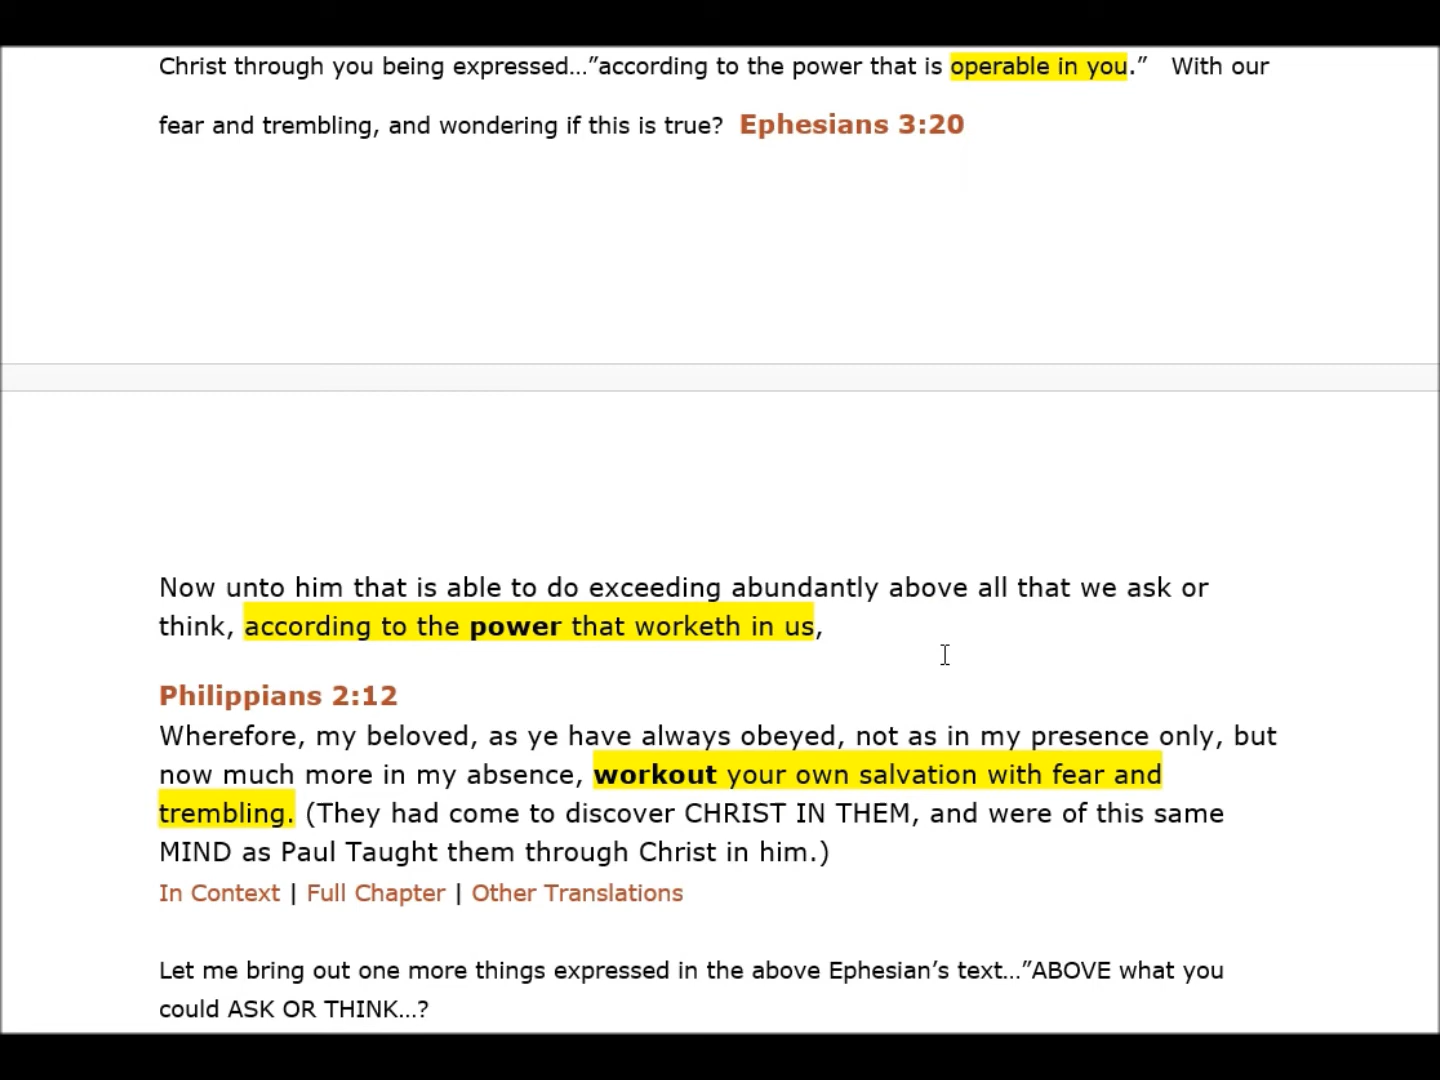 Christ through you being expressed…”according to the power that is operable in you.”   With our
fear and trembling, and wondering if this is true?  Ephesians 3:20
Now unto him that is able to do exceeding abundantly above all that we ask or
think, according to the power that worketh in us,
Philippians 2:12
Wherefore, my beloved, as ye have always obeyed, not as in my presence only, but
now much more in my absence, workout your own salvation with fear and
trembling. (They had come to discover CHRIST IN THEM, and were of this same
MIND as Paul Taught them through Christ in him.)
In Context | Full Chapter | Other Translations
Let me bring out one more things expressed in the above Ephesian’s text…”ABOVE what you
could ASK OR THINK…?